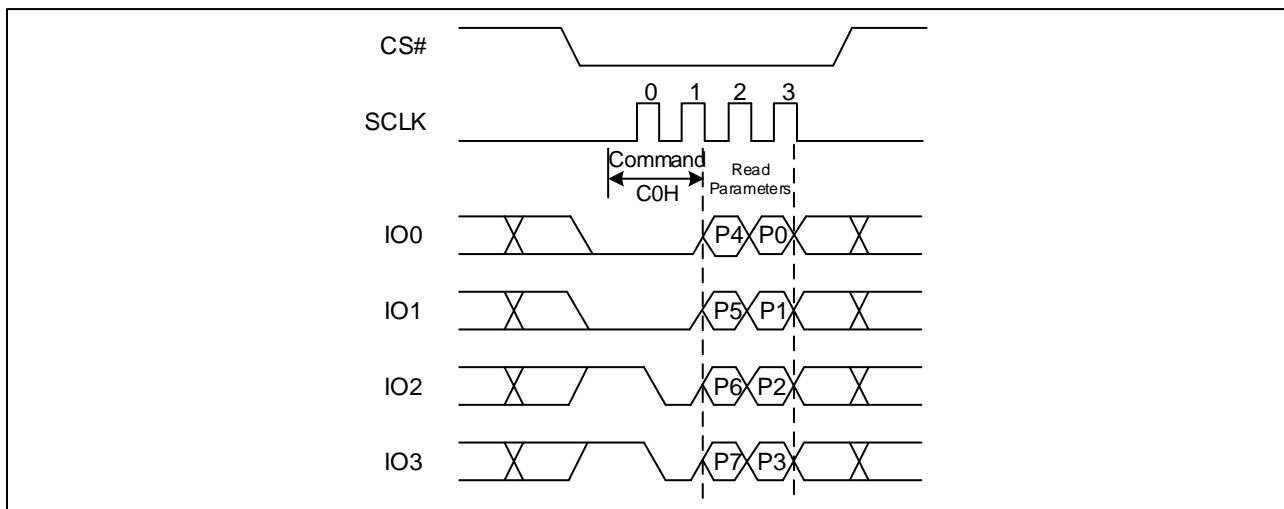 CS#
0 1 2 3
SCLK
Command
C0H
Read
Parameters
IO0 P4 P0
IO1 P5 P1
IO2 P6 P2
IO3 P7 P3